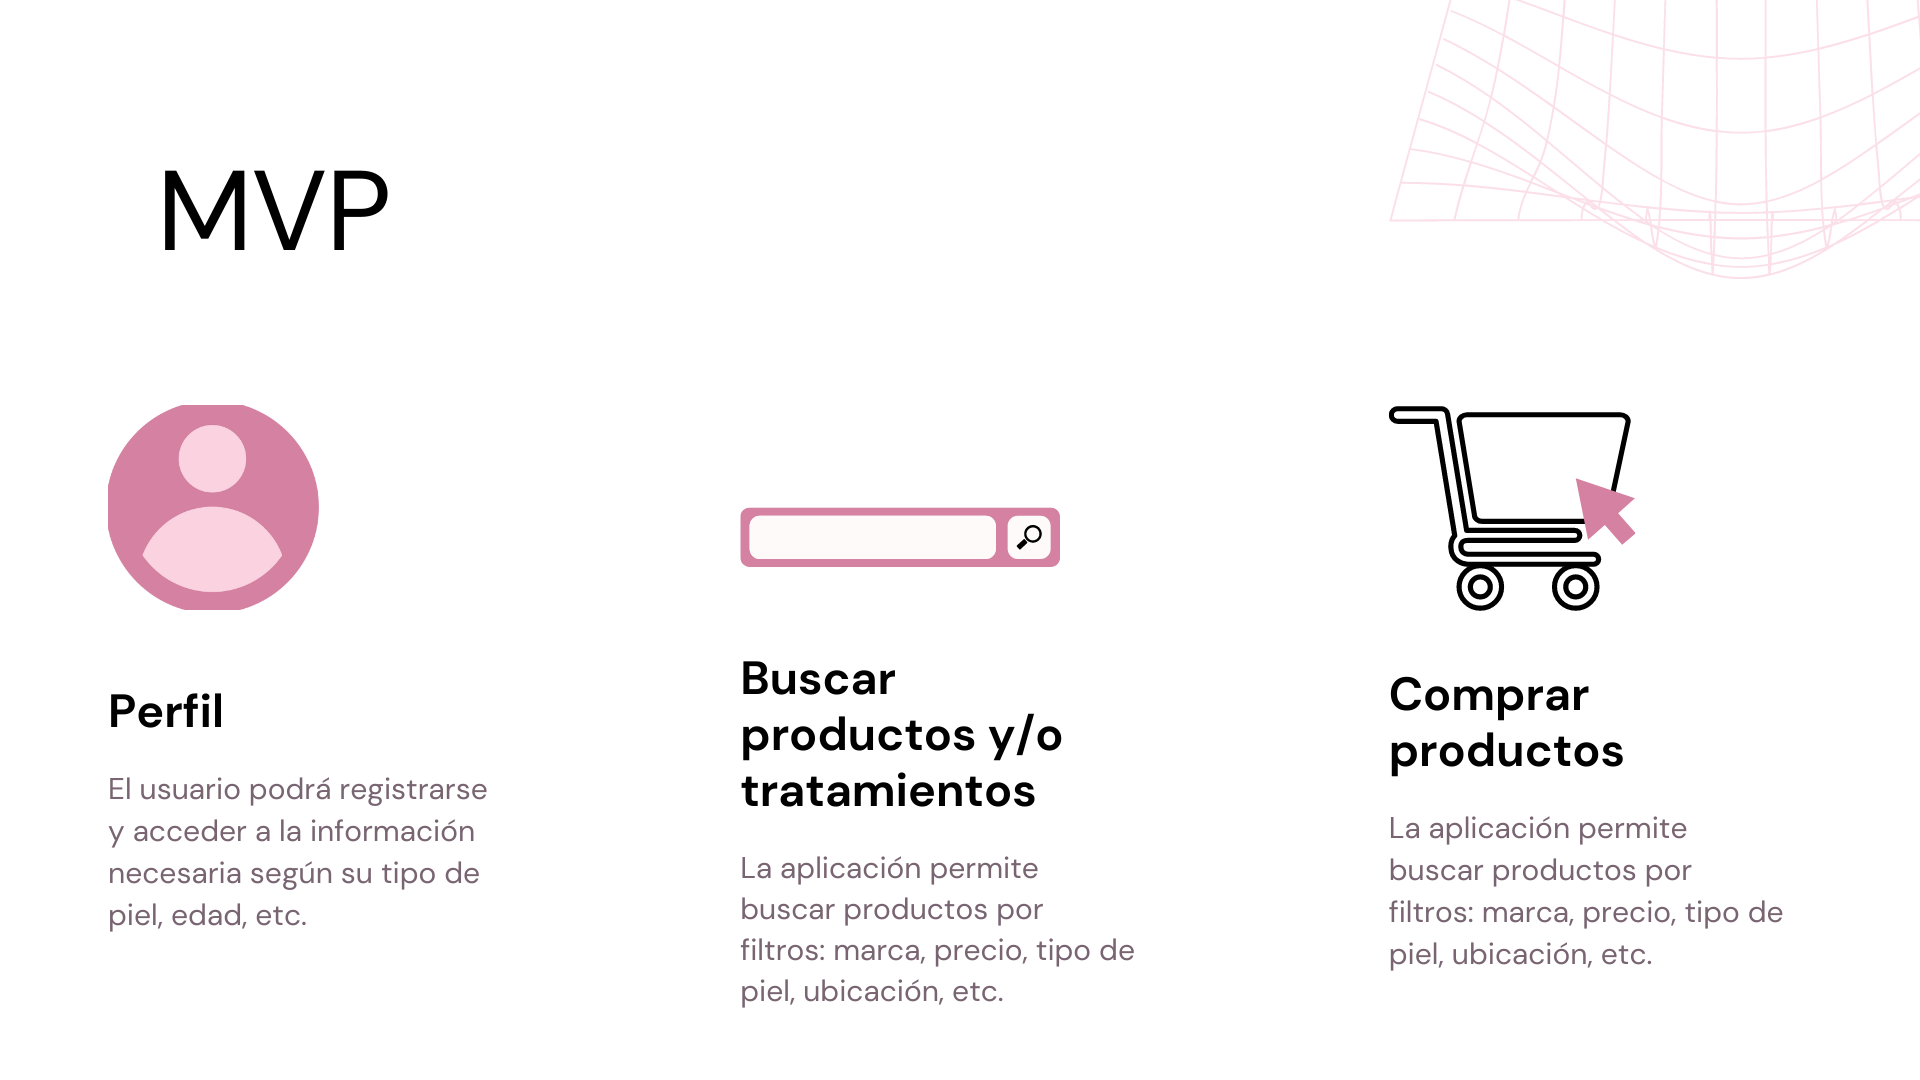 MVP
Perfil
El usuario podrá registrarse
y acceder a la información
necesaria según su tipo de
piel, edad, etc.
Buscar
productos y/o
tratamientos
La aplicación permite
buscar productos por
filtros: marca, precio, tipo de
piel, ubicación, etc.
Comprar
productos
La aplicación permite
buscar productos por
filtros: marca, precio, tipo de
piel, ubicación, etc.